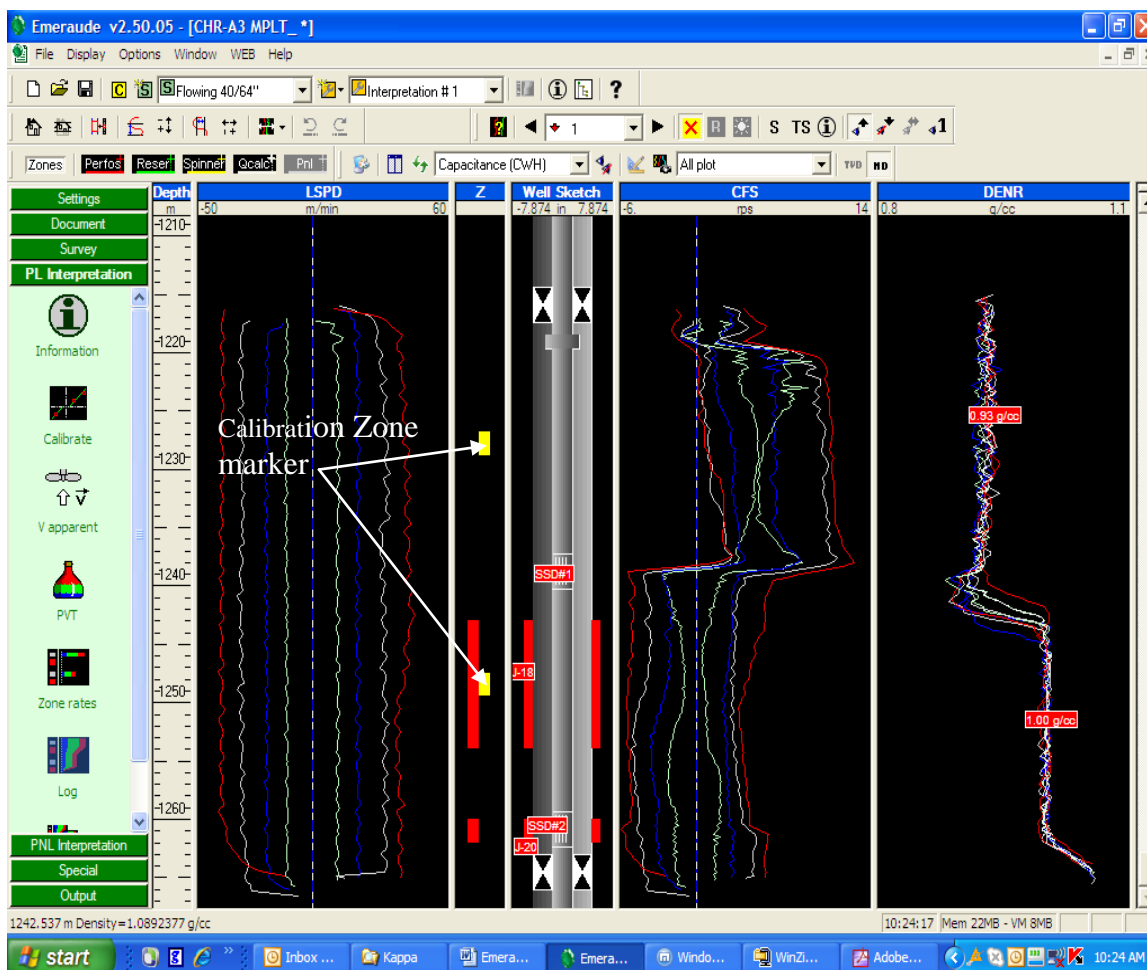 Emeraude v2.50.05 - [CHR-A3 MPLT_ *]
File Display Options Window WEB Help
Flowing 40/64" Interpretation # 1
1 S TS 1
Zones Perfos Reser Spinner Qcalc Pnl Capacitance (CWH) All plot TVD MD
Settings
Document
Survey
PL Interpretation
Information
Calibrate
V apparent
PVT
Zone rates
Log
PNL Interpretation
Special
Output
Depth LSPD Z Well Sketch CFS DENR
m -50 m/min 60 -7.874 in 7.874 -6. rps 14 0.8 g/cc 1.1
-1210-
-1220-
-1230-
-1240-
-1250-
-1260-
Calibration Zone
marker
0.93 g/cc
SSD#1
J-18
1.00 g/cc
SSD#2
J-20
1242.537 m Density=1.0892377 g/cc 10:24:17 Mem 22MB - VM 8MB
start Inbox ... Kappa Emera... Emera... Windo... WinZi... Adobe... 10:24 AM